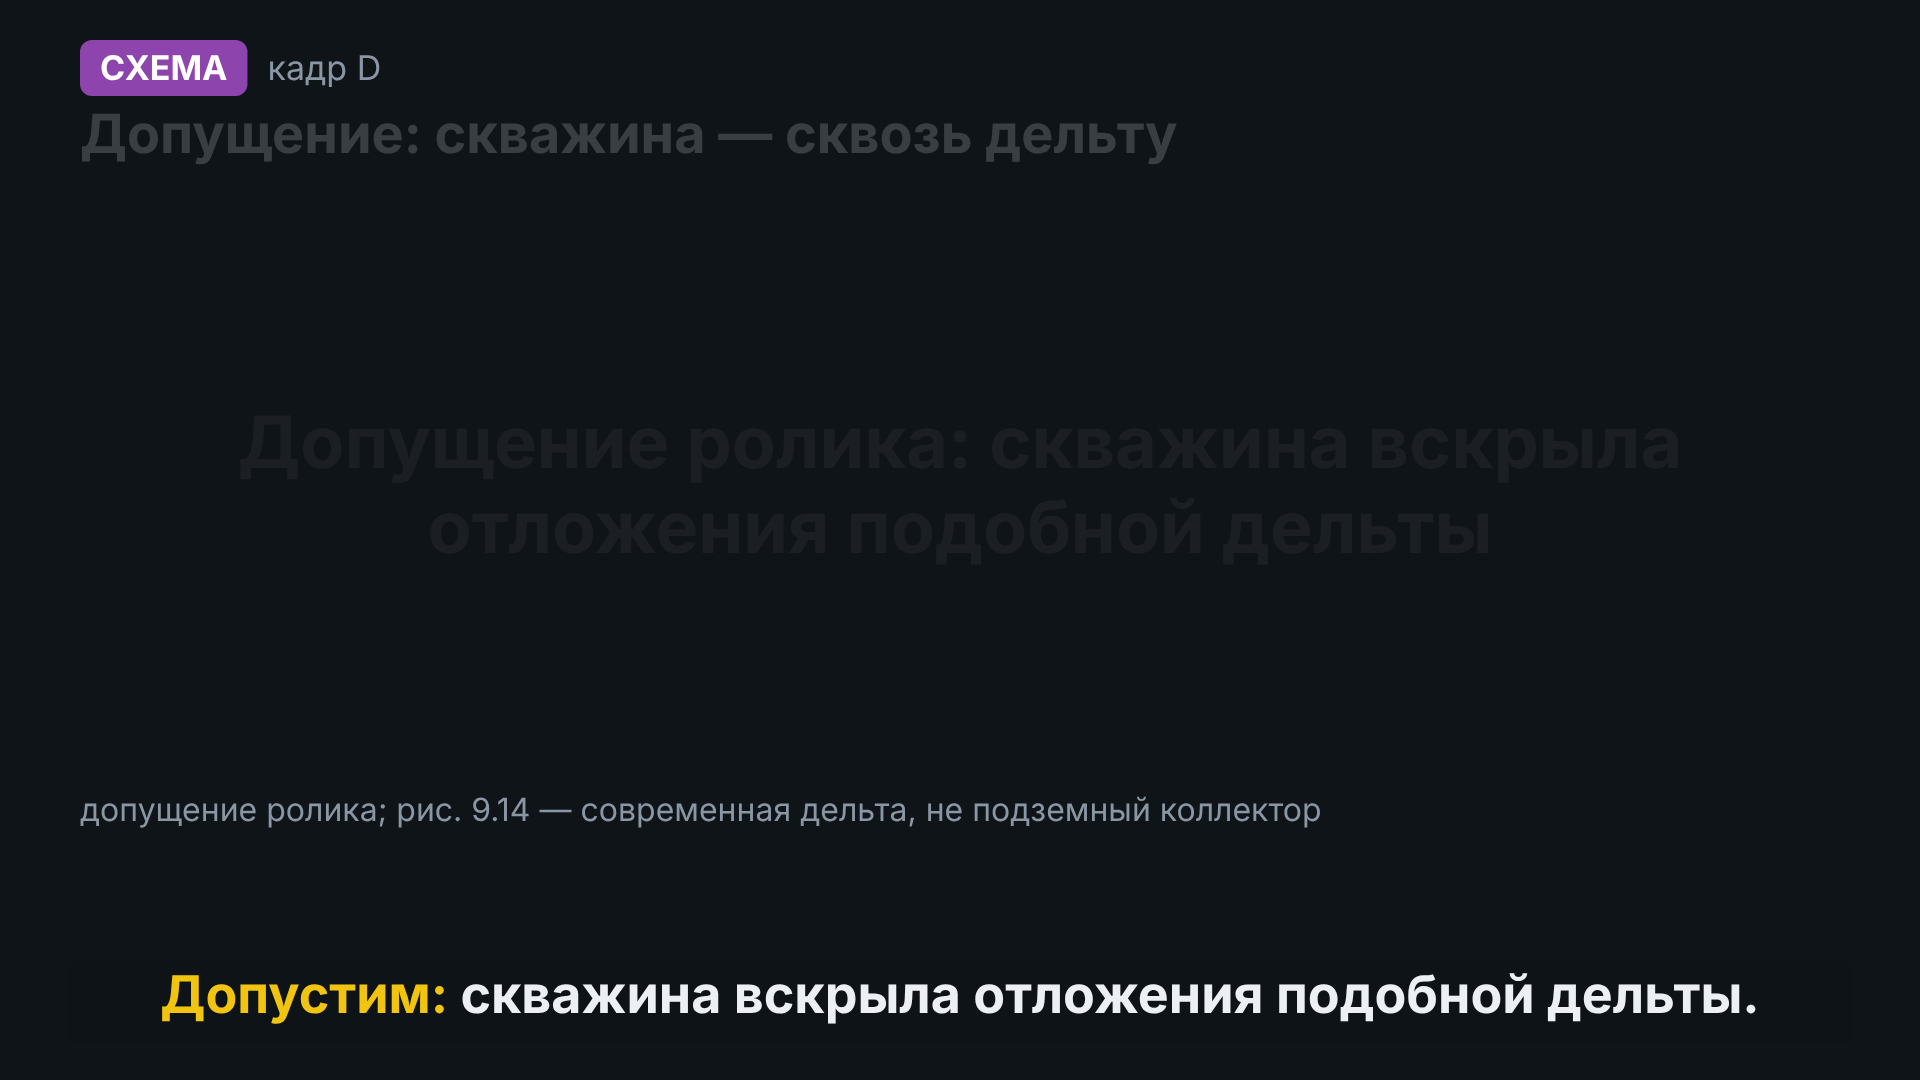 СХЕМА кадр D
Допущение: скважина — сквозь дельту
Допущение ролика: скважина вскрыла
отложения подобной дельты
допущение ролика; рис. 9.14 — современная дельта, не подземный коллектор
Допустим: скважина вскрыла отложения подобной дельты.